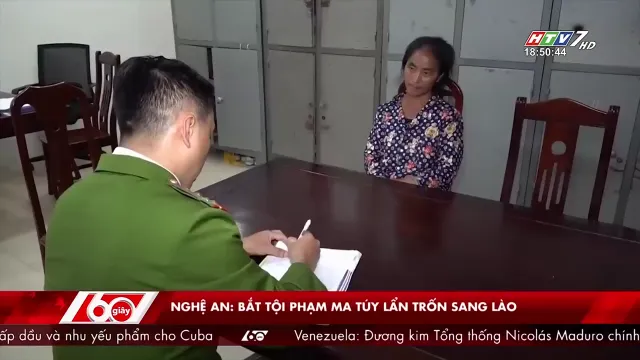 HTV7 HD
18:50:44
60 giây
NGHỆ AN: BẮT TỘI PHẠM MA TÚY LẨN TRỐN SANG LÀO
ấp dầu và nhu yếu phẩm cho Cuba 60 Venezuela: Đương kim Tổng thống Nicolás Maduro chính